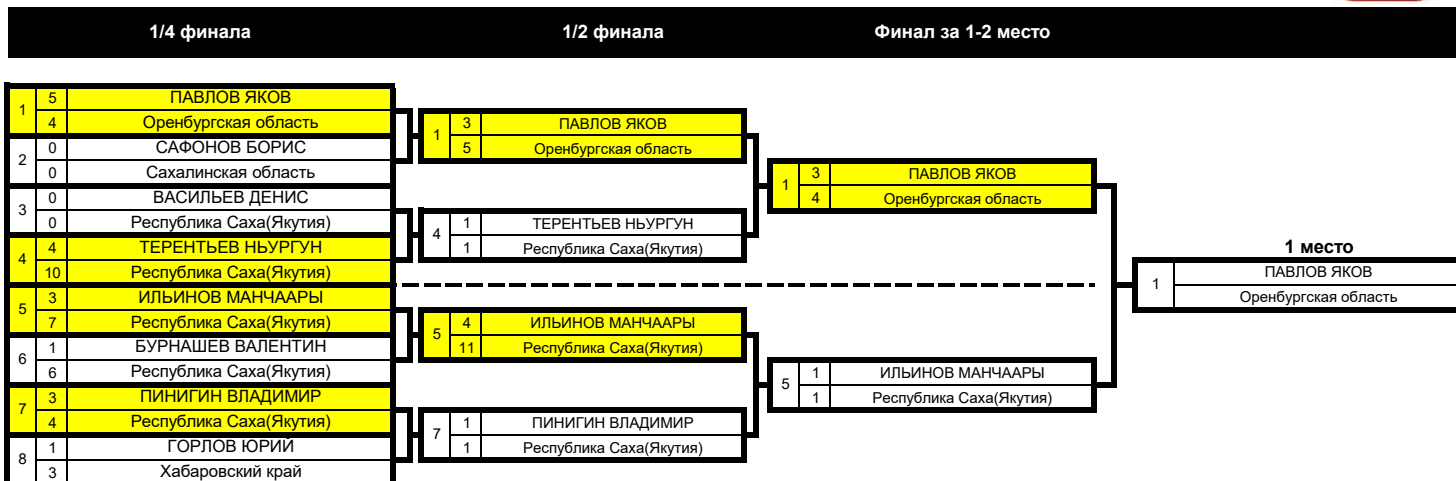 1/4 финала
1/2 финала
Финал за 1-2 место
1 5 ПАВЛОВ ЯКОВ
4 Оренбургская область
2 0 САФОНОВ БОРИС
0 Сахалинская область
3 0 ВАСИЛЬЕВ ДЕНИС
0 Республика Саха(Якутия)
4 4 ТЕРЕНТЬЕВ НЬУРГУН
10 Республика Саха(Якутия)
5 3 ИЛЬИНОВ МАНЧААРЫ
7 Республика Саха(Якутия)
6 1 БУРНАШЕВ ВАЛЕНТИН
6 Республика Саха(Якутия)
7 3 ПИНИГИН ВЛАДИМИР
4 Республика Саха(Якутия)
8 1 ГОРЛОВ ЮРИЙ
3 Хабаровский край
1 3 ПАВЛОВ ЯКОВ
5 Оренбургская область
4 1 ТЕРЕНТЬЕВ НЬУРГУН
1 Республика Саха(Якутия)
5 4 ИЛЬИНОВ МАНЧААРЫ
11 Республика Саха(Якутия)
7 1 ПИНИГИН ВЛАДИМИР
1 Республика Саха(Якутия)
1 3 ПАВЛОВ ЯКОВ
4 Оренбургская область
5 1 ИЛЬИНОВ МАНЧААРЫ
1 Республика Саха(Якутия)
1 место
1 ПАВЛОВ ЯКОВ
Оренбургская область